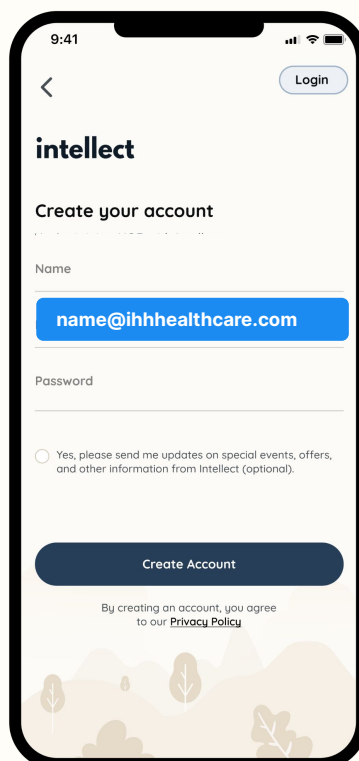 9:41
Login
intellect
Create your account
Name
name@ihhhealthcare.com
Password
Yes, please send me updates on special events, offers,
and other information from Intellect (optional).
Create Account
By creating an account, you agree
to our Privacy Policy